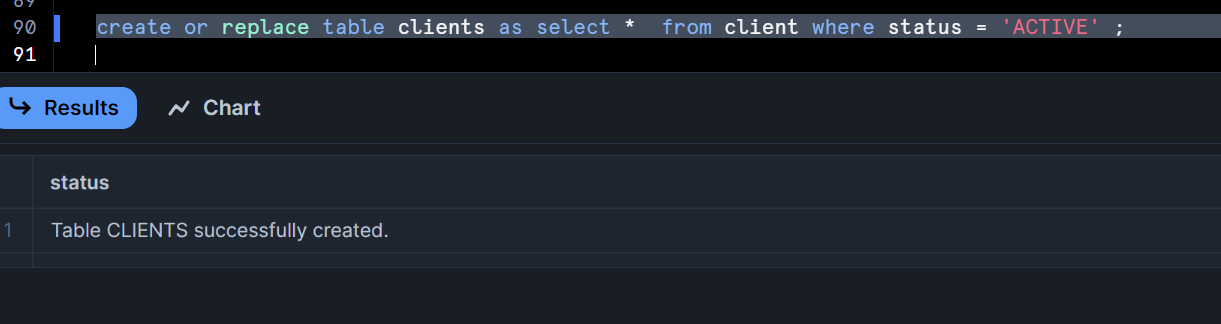 89
90 create or replace table clients as select *  from client where status = 'ACTIVE' ;
91
Results Chart
status
1 Table CLIENTS successfully created.